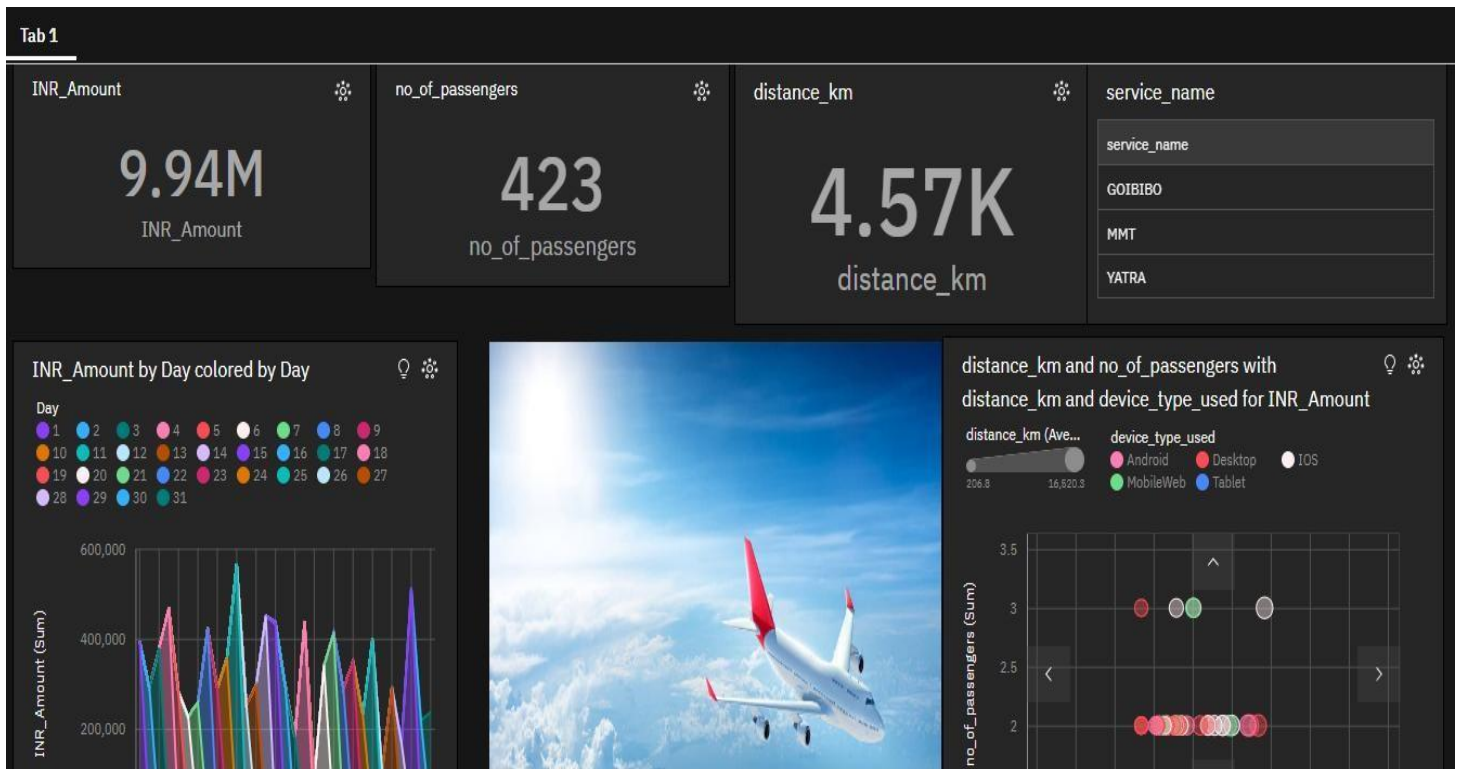 Tab 1
INR_Amount
9.94M
INR_Amount
no_of_passengers
423
no_of_passengers
distance_km
4.57K
distance_km
service_name
service_name
GOIBIBO
MMT
YATRA
INR_Amount by Day colored by Day
Day
1 2 3 4 5 6 7 8 9
10 11 12 13 14 15 16 17 18
19 20 21 22 23 24 25 26 27
28 29 30 31
600,000
400,000
200,000
INR_Amount (Sum)
distance_km and no_of_passengers with
distance_km and device_type_used for INR_Amount
distance_km (Ave...
206.8 16,520.3
device_type_used
Android Desktop IOS
MobileWeb Tablet
3.5
3
2.5
2
no_of_passengers (Sum)